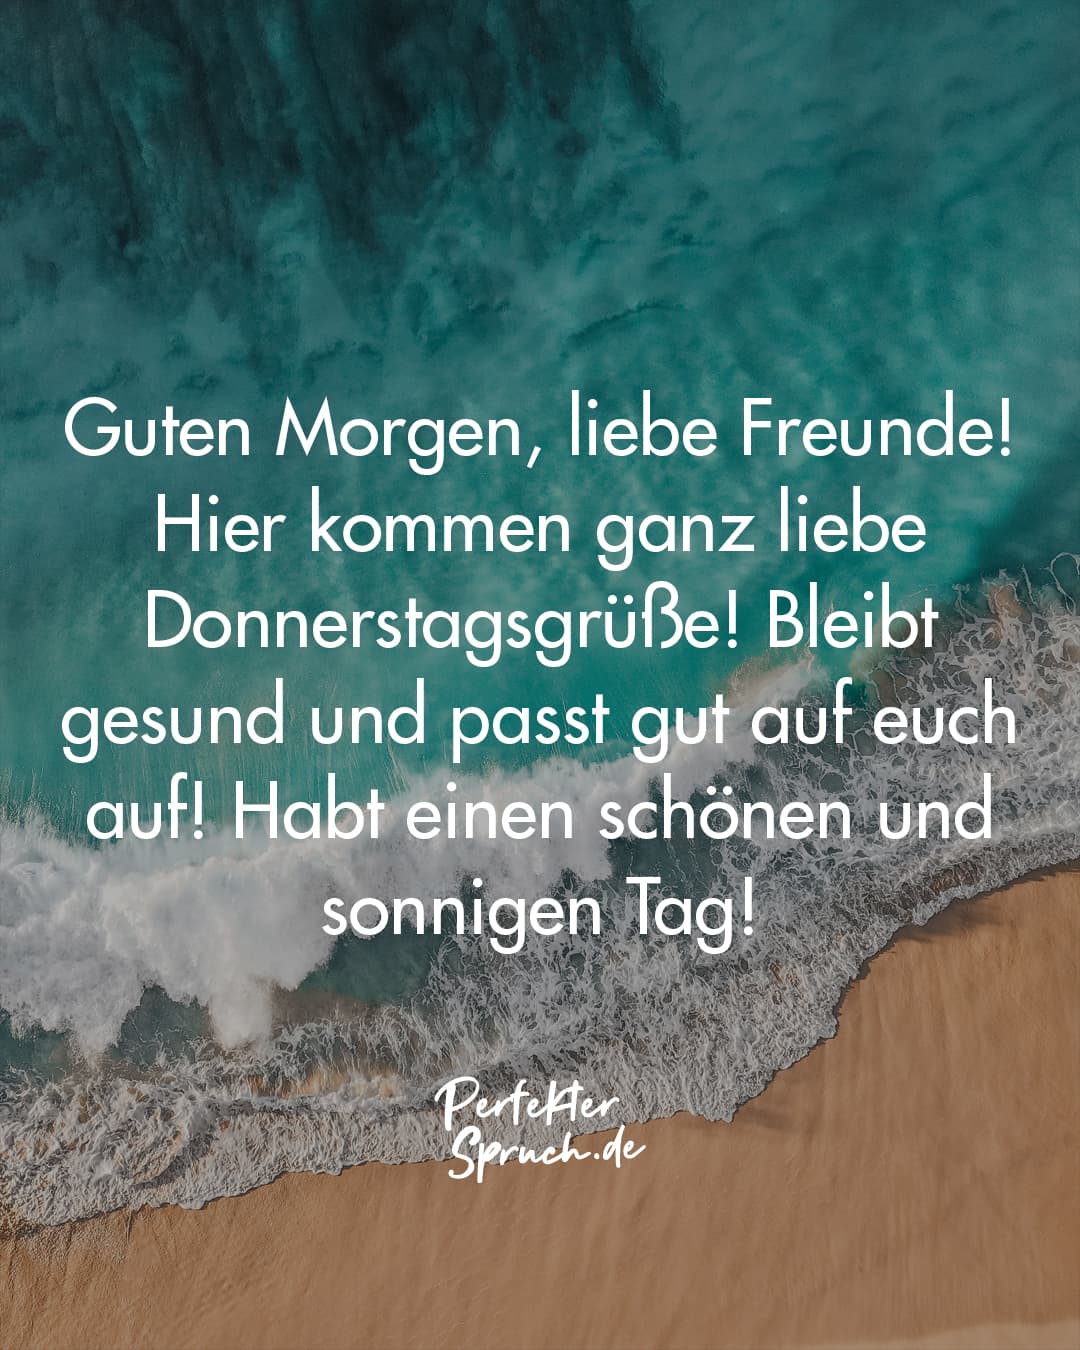 Guten Morgen, liebe Freunde!
Hier kommen ganz liebe
Donnerstagsgrüße! Bleibt
gesund und passt gut auf euch
auf! Habt einen schönen und
sonnigen Tag!
Perfekter
Spruch.de